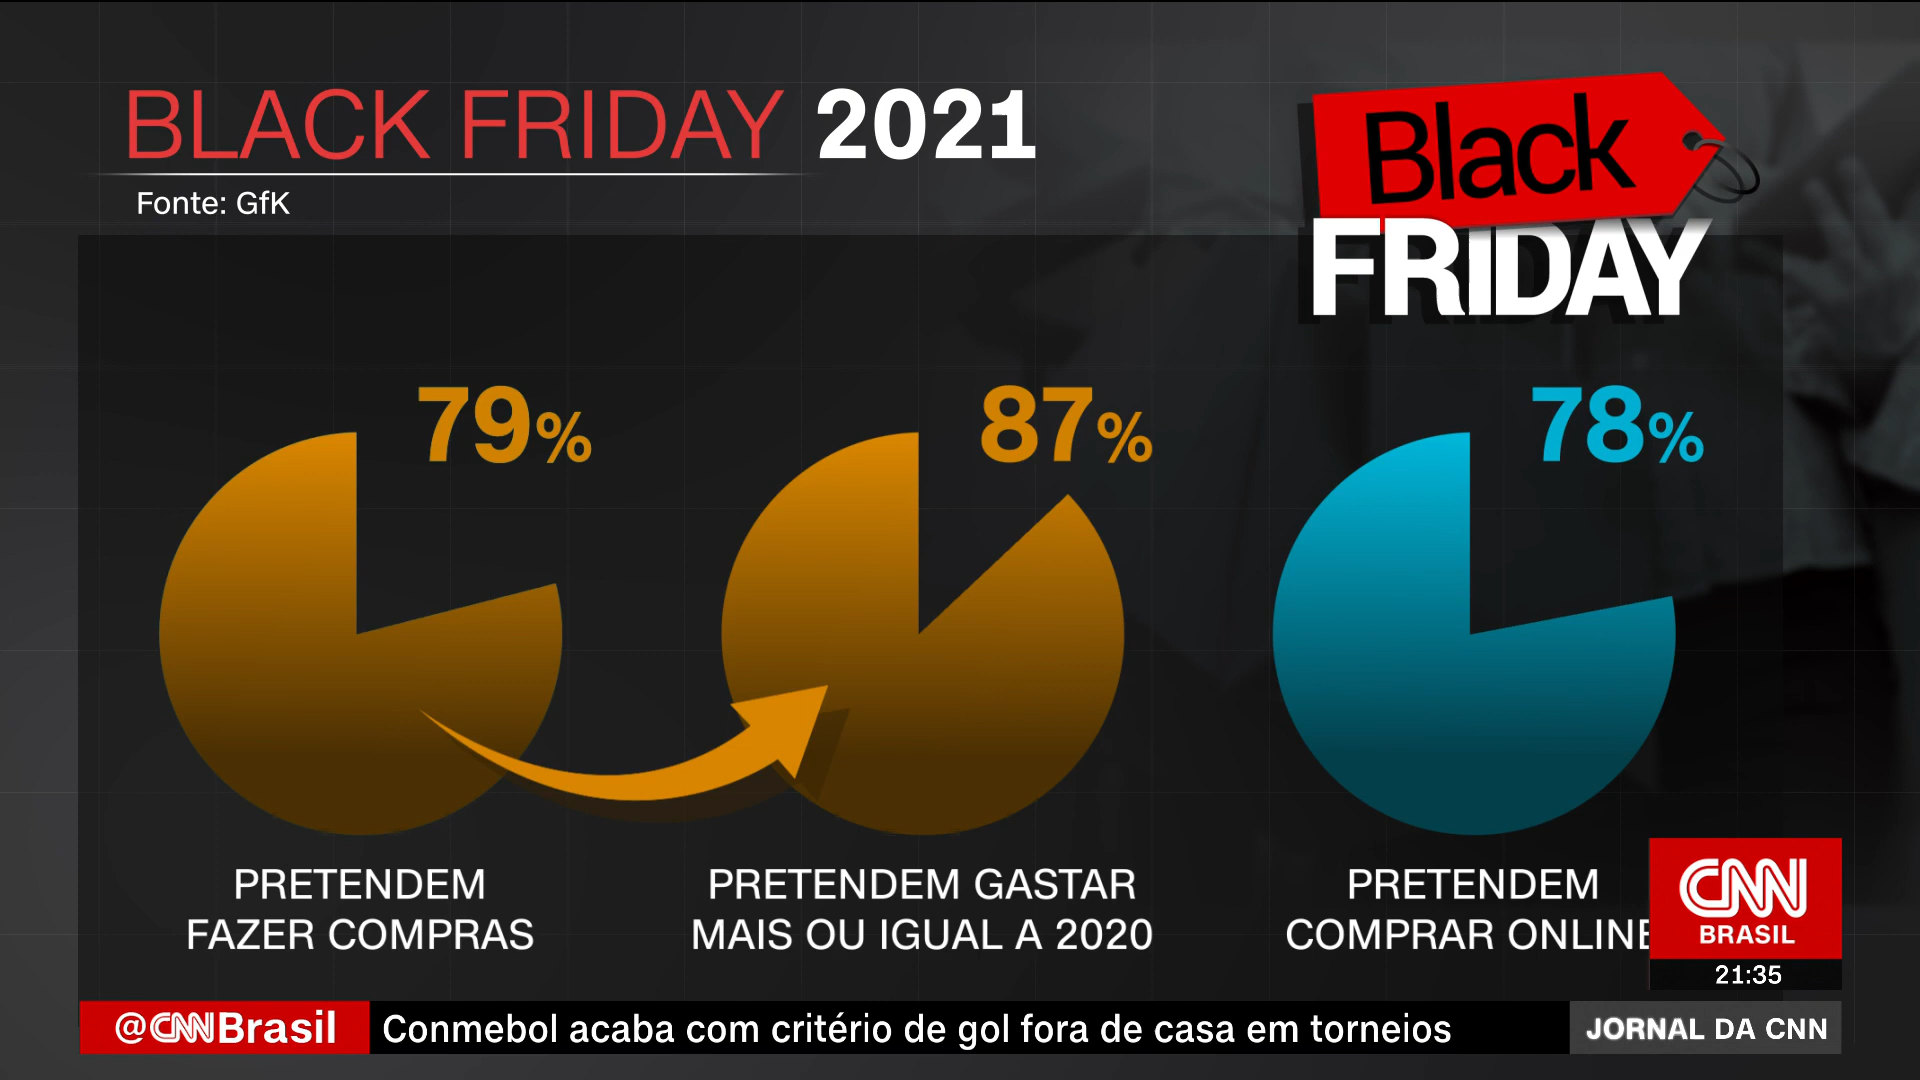 BLACK FRIDAY 2021
Fonte: GfK
Black
FRIDAY
79%
87%
78%
PRETENDEM
FAZER COMPRAS
PRETENDEM GASTAR
MAIS OU IGUAL A 2020
PRETENDEM
COMPRAR ONLINE
CNN
BRASIL
21:35
@CNNBrasil
Conmebol acaba com critério de gol fora de casa em torneios
JORNAL DA CNN